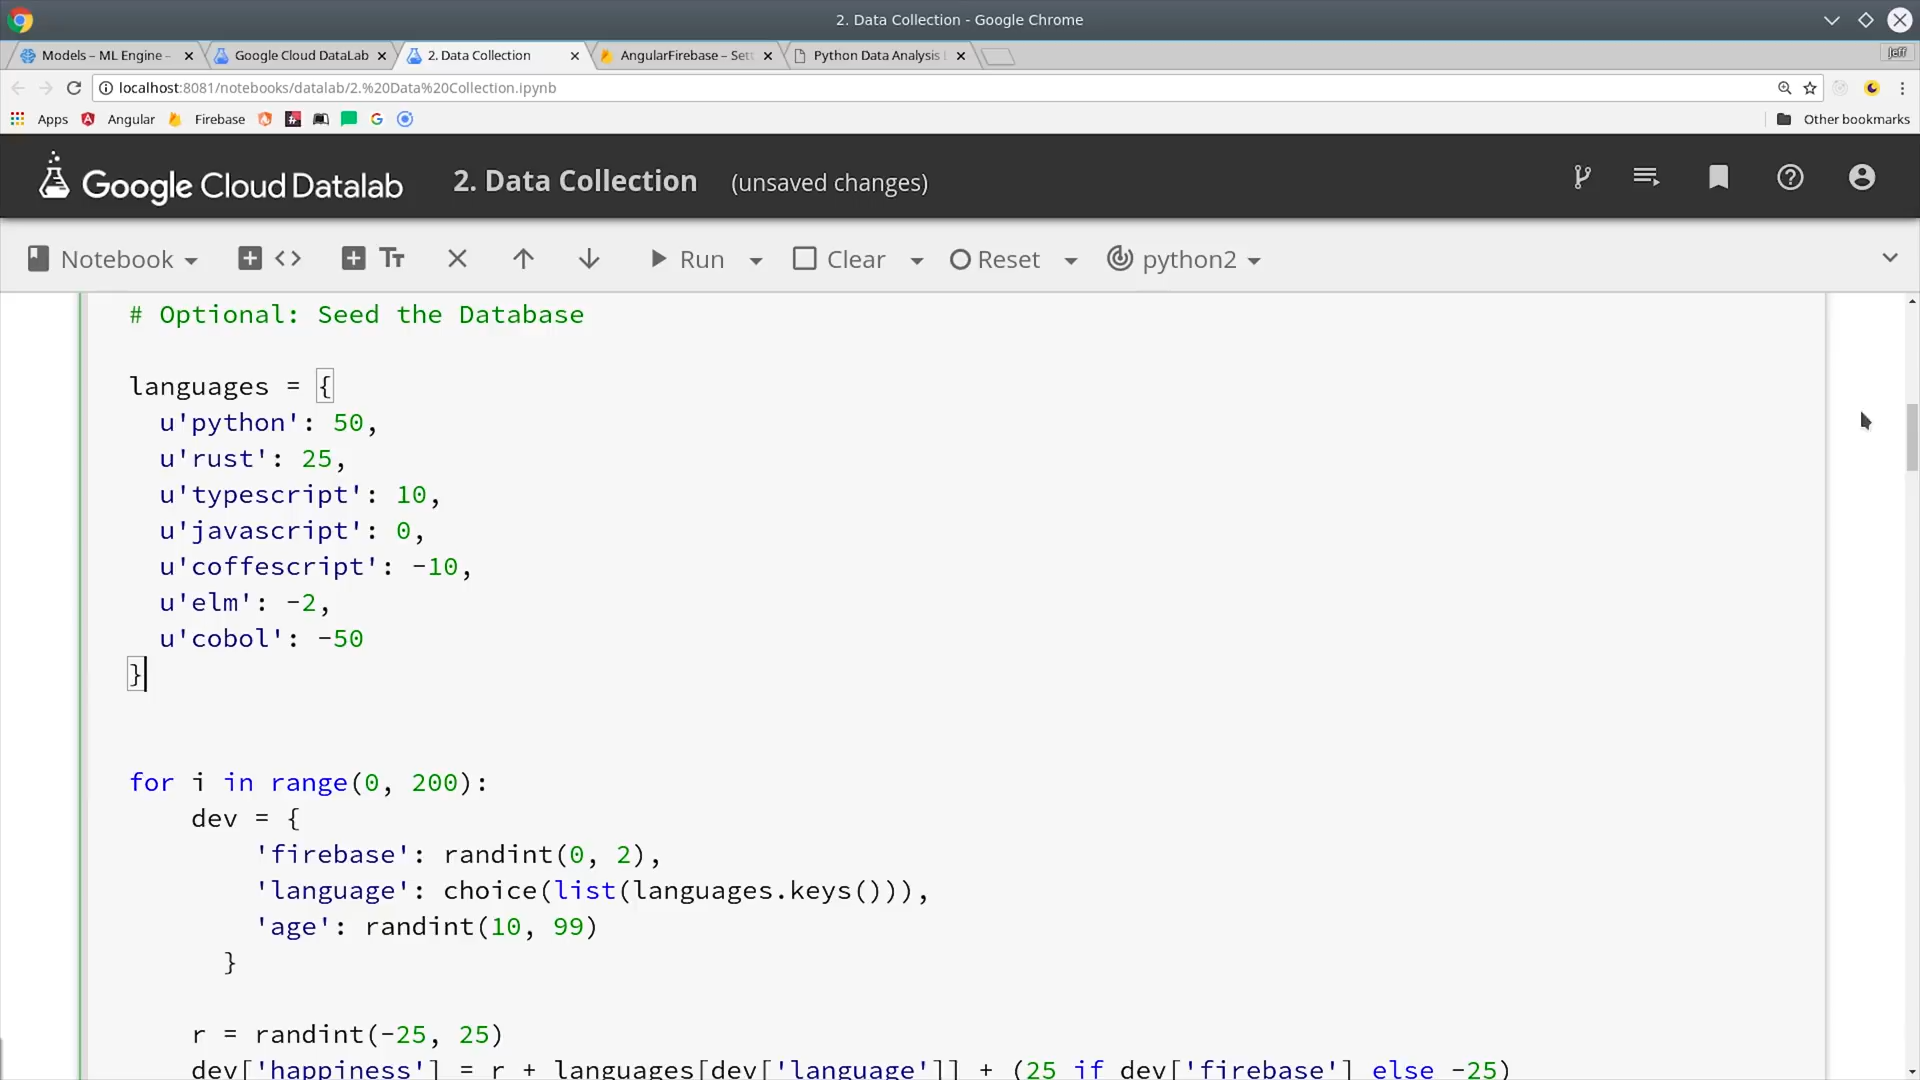 2. Data Collection - Google Chrome
Models – ML Engine –
Google Cloud DataLab
2. Data Collection
AngularFirebase – Sett
Python Data Analysis L
Jeff
localhost:8081/notebooks/datalab/2.%20Data%20Collection.ipynb
Apps
Angular
Firebase
Other bookmarks
Google Cloud Datalab
2. Data Collection
(unsaved changes)
Notebook
Run
Clear
Reset
python2
# Optional: Seed the Database
languages = {
u'python': 50,
u'rust': 25,
u'typescript': 10,
u'javascript': 0,
u'coffescript': -10,
u'elm': -2,
u'cobol': -50
}
for i in range(0, 200):
dev = {
'firebase': randint(0, 2),
'language': choice(list(languages.keys())),
'age': randint(10, 99)
}
r = randint(-25, 25)
dev['happiness'] = r + languages[dev['language']] + (25 if dev['firebase'] else -25)